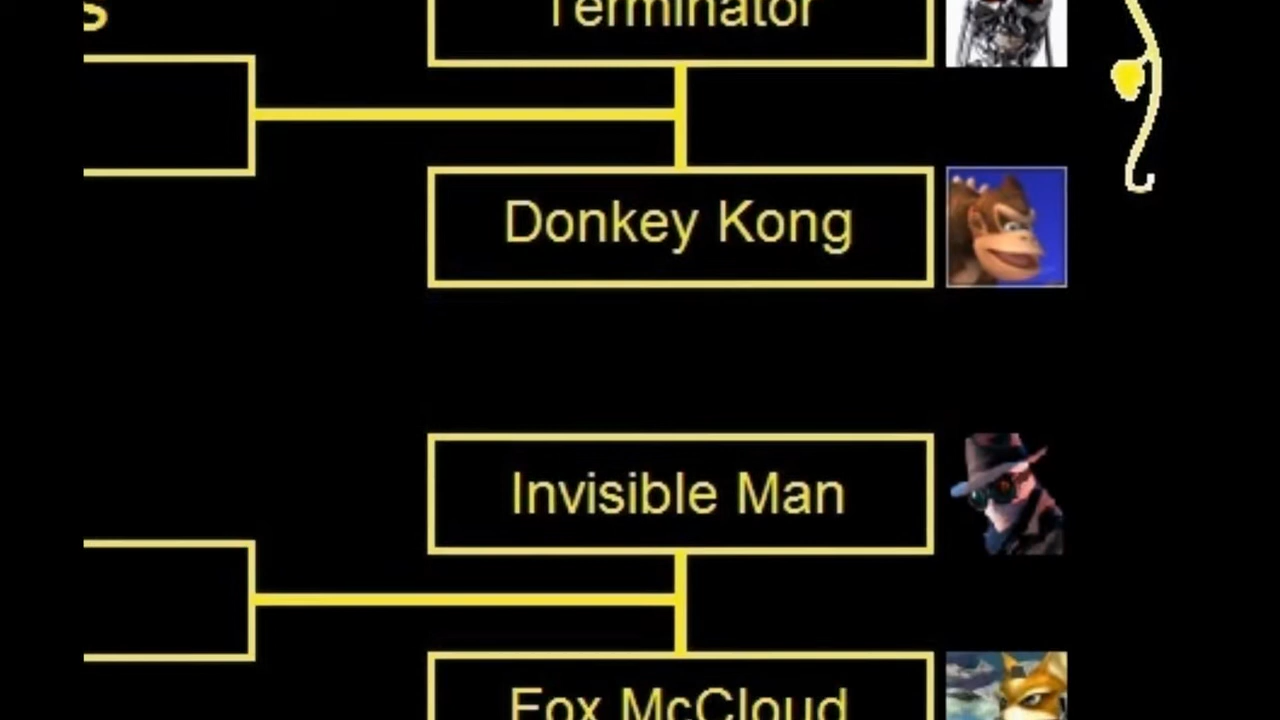 s
Terminator
Donkey Kong
Invisible Man
Fox McCloud